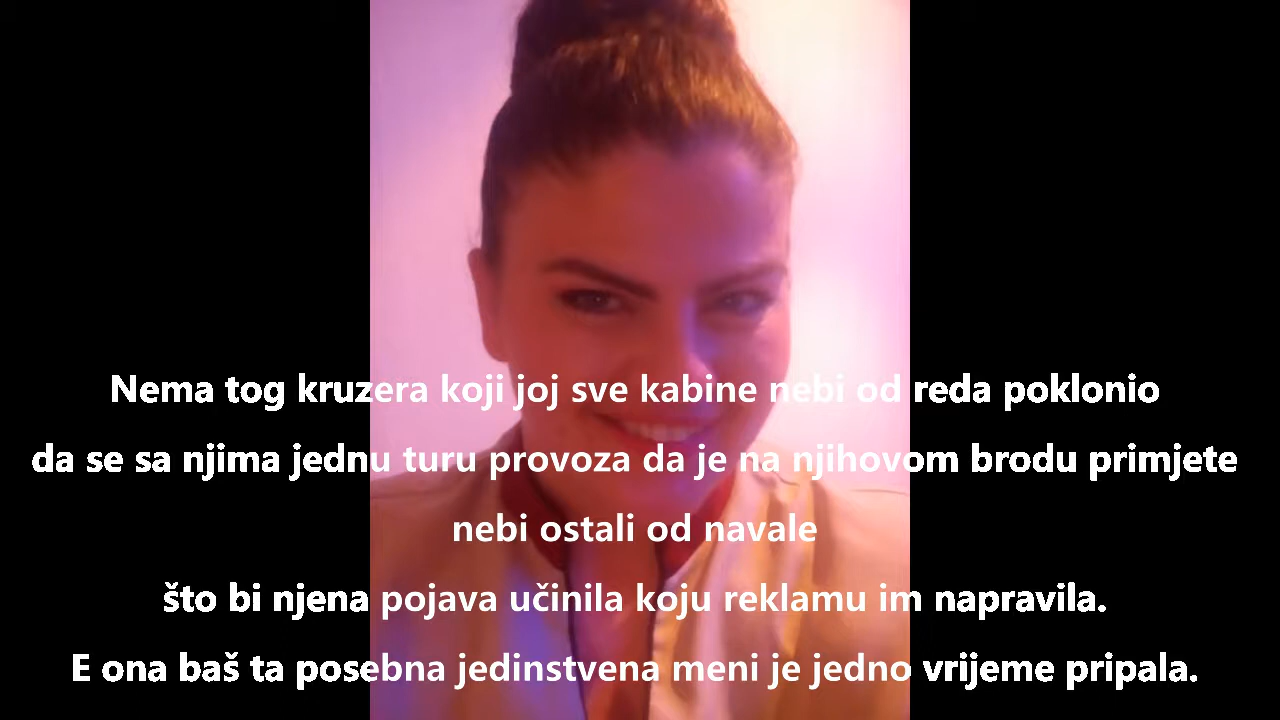 Nema tog kruzera koji joj sve kabine nebi od reda poklonio
da se sa njima jednu turu provoza da je na njihovom brodu primjete
nebi ostali od navale
što bi njena pojava učinila koju reklamu im napravila.
E ona baš ta posebna jedinstvena meni je jedno vrijeme pripala.